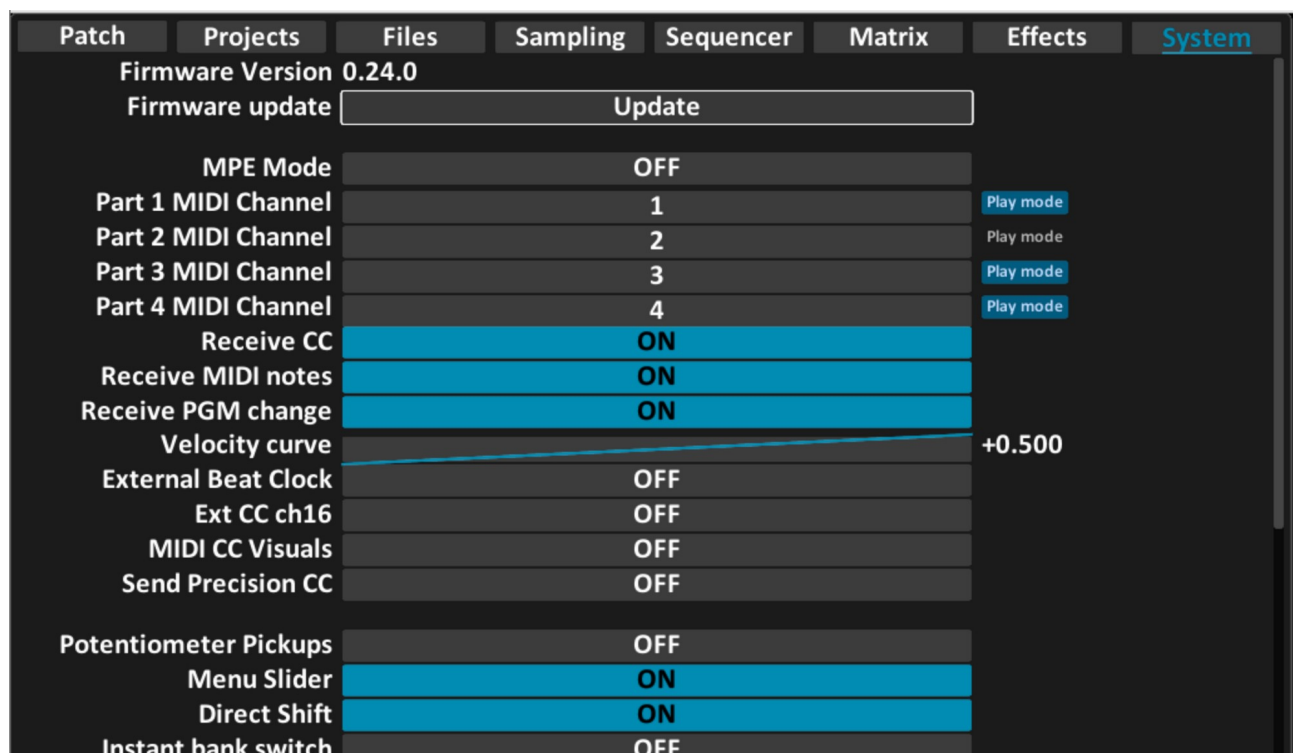 Patch Projects Files Sampling Sequencer Matrix Effects System
Firmware Version 0.24.0
Firmware update Update
MPE Mode OFF
Part 1 MIDI Channel 1 Play mode
Part 2 MIDI Channel 2 Play mode
Part 3 MIDI Channel 3 Play mode
Part 4 MIDI Channel 4 Play mode
Receive CC ON
Receive MIDI notes ON
Receive PGM change ON
Velocity curve +0.500
External Beat Clock OFF
Ext CC ch16 OFF
MIDI CC Visuals OFF
Send Precision CC OFF
Potentiometer Pickups OFF
Menu Slider ON
Direct Shift ON
Instant bank switch OFF